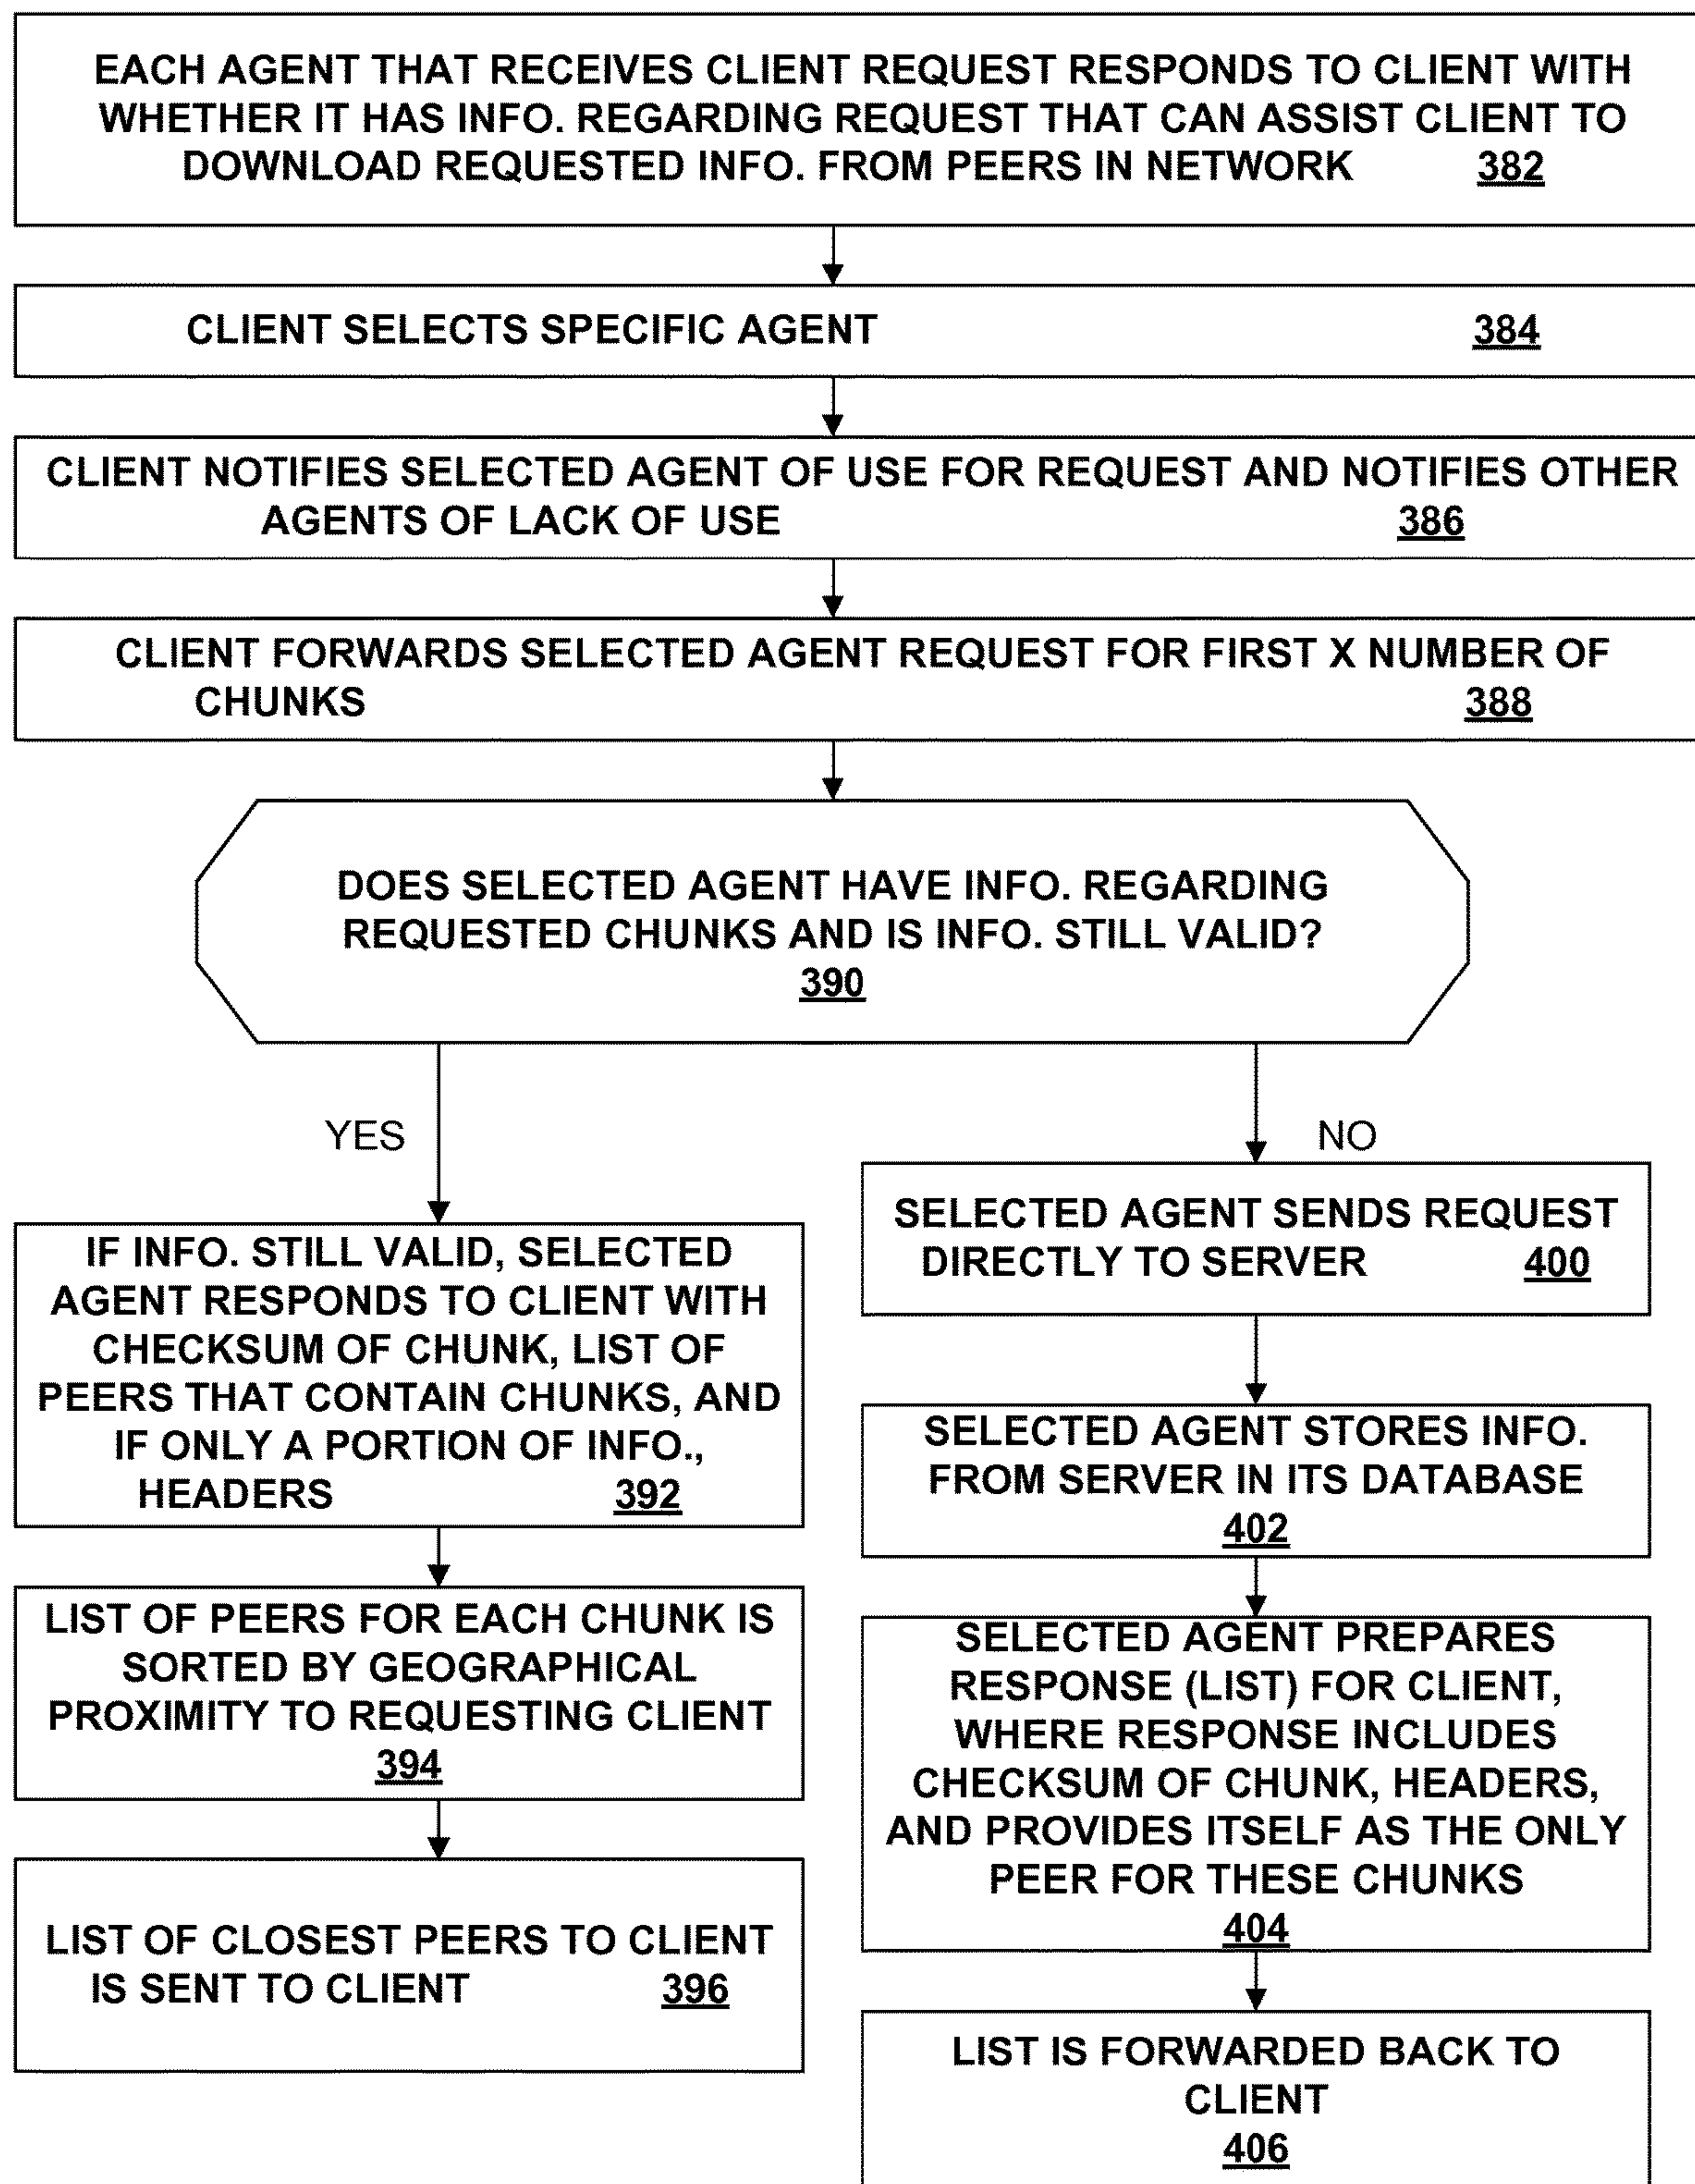 EACH AGENT THAT RECEIVES CLIENT REQUEST RESPONDS TO CLIENT WITH
WHETHER IT HAS INFO. REGARDING REQUEST THAT CAN ASSIST CLIENT TO
DOWNLOAD REQUESTED INFO. FROM PEERS IN NETWORK 382
CLIENT SELECTS SPECIFIC AGENT 384
CLIENT NOTIFIES SELECTED AGENT OF USE FOR REQUEST AND NOTIFIES OTHER
AGENTS OF LACK OF USE 386
CLIENT FORWARDS SELECTED AGENT REQUEST FOR FIRST X NUMBER OF
CHUNKS 388
DOES SELECTED AGENT HAVE INFO. REGARDING
REQUESTED CHUNKS AND IS INFO. STILL VALID?
390
YES
IF INFO. STILL VALID, SELECTED
AGENT RESPONDS TO CLIENT WITH
CHECKSUM OF CHUNK, LIST OF
PEERS THAT CONTAIN CHUNKS, AND
IF ONLY A PORTION OF INFO.,
HEADERS 392
LIST OF PEERS FOR EACH CHUNK IS
SORTED BY GEOGRAPHICAL
PROXIMITY TO REQUESTING CLIENT
394
LIST OF CLOSEST PEERS TO CLIENT
IS SENT TO CLIENT 396
NO
SELECTED AGENT SENDS REQUEST
DIRECTLY TO SERVER 400
SELECTED AGENT STORES INFO.
FROM SERVER IN ITS DATABASE
402
SELECTED AGENT PREPARES
RESPONSE (LIST) FOR CLIENT,
WHERE RESPONSE INCLUDES
CHECKSUM OF CHUNK, HEADERS,
AND PROVIDES ITSELF AS THE ONLY
PEER FOR THESE CHUNKS
404
LIST IS FORWARDED BACK TO
CLIENT
406